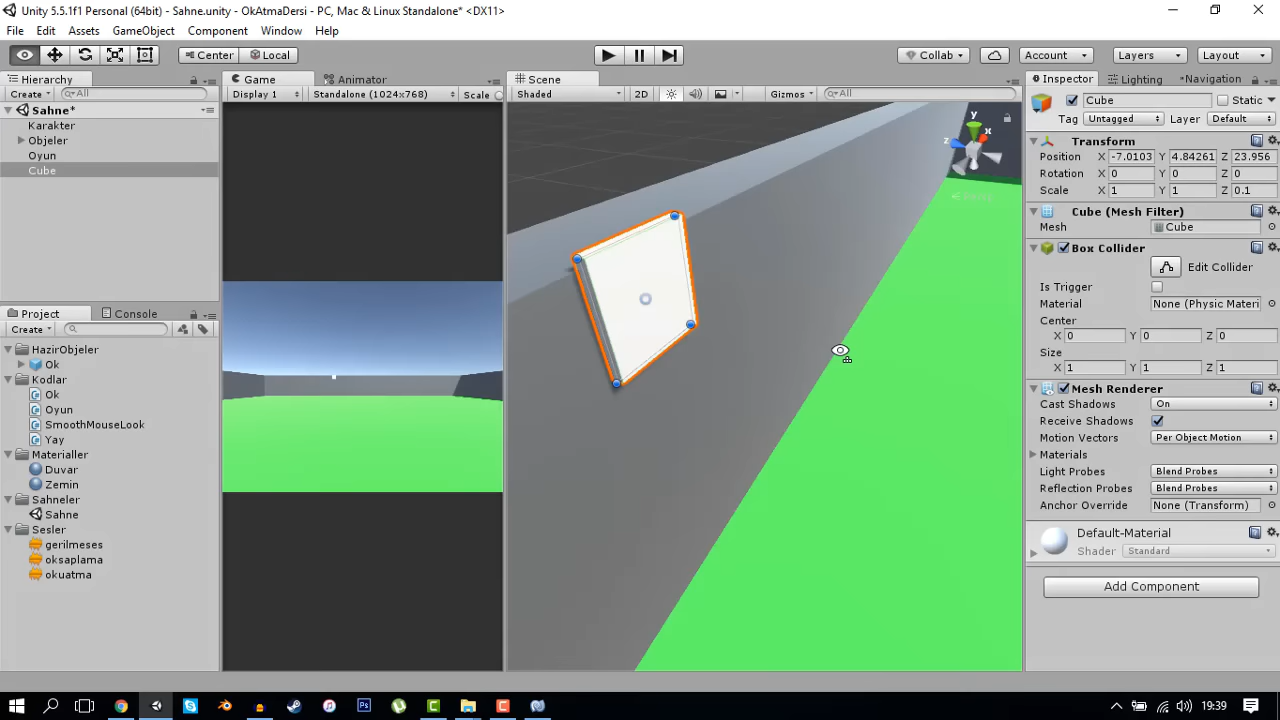 Unity 5.5.1f1 Personal (64bit) - Sahne.unity - OkAtmaDersi - PC, Mac & Linux Standalone* <DX11>
File Edit Assets GameObject Component Window Help
Center Local Collab Account Layers Layout
Hierarchy
Create All
Sahne*
Karakter
Objeler
Oyun
Cube
Game Animator
Display 1 Standalone (1024x768) Scale
Scene
Shaded 2D Gizmos All
y
x
z
Persp
Project Console
Create
HazirObjeler
Ok
Kodlar
Ok
Oyun
SmoothMouseLook
Yay
Materialler
Duvar
Zemin
Sahneler
Sahne
Sesler
gerilmeses
oksaplama
okuatma
Inspector Lighting Navigation
Cube Static
Tag Untagged Layer Default
Transform
Position X -7.0103 Y 4.84261 Z 23.956
Rotation X 0 Y 0 Z 0
Scale X 1 Y 1 Z 0.1
Cube (Mesh Filter)
Mesh Cube
Box Collider
Edit Collider
Is Trigger
Material None (Physic Materi
Center
X 0 Y 0 Z 0
Size
X 1 Y 1 Z 1
Mesh Renderer
Cast Shadows On
Receive Shadows
Motion Vectors Per Object Motion
Materials
Light Probes Blend Probes
Reflection Probes Blend Probes
Anchor Override None (Transform)
Default-Material
Shader Standard
Add Component
Ps
19:39